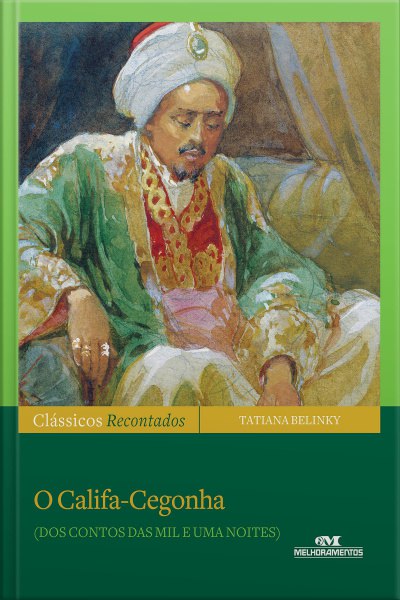 Clássicos Recontados
TATIANA BELINKY
O Califa-Cegonha
(DOS CONTOS DAS MIL E UMA NOITES)
MELHORAMENTOS